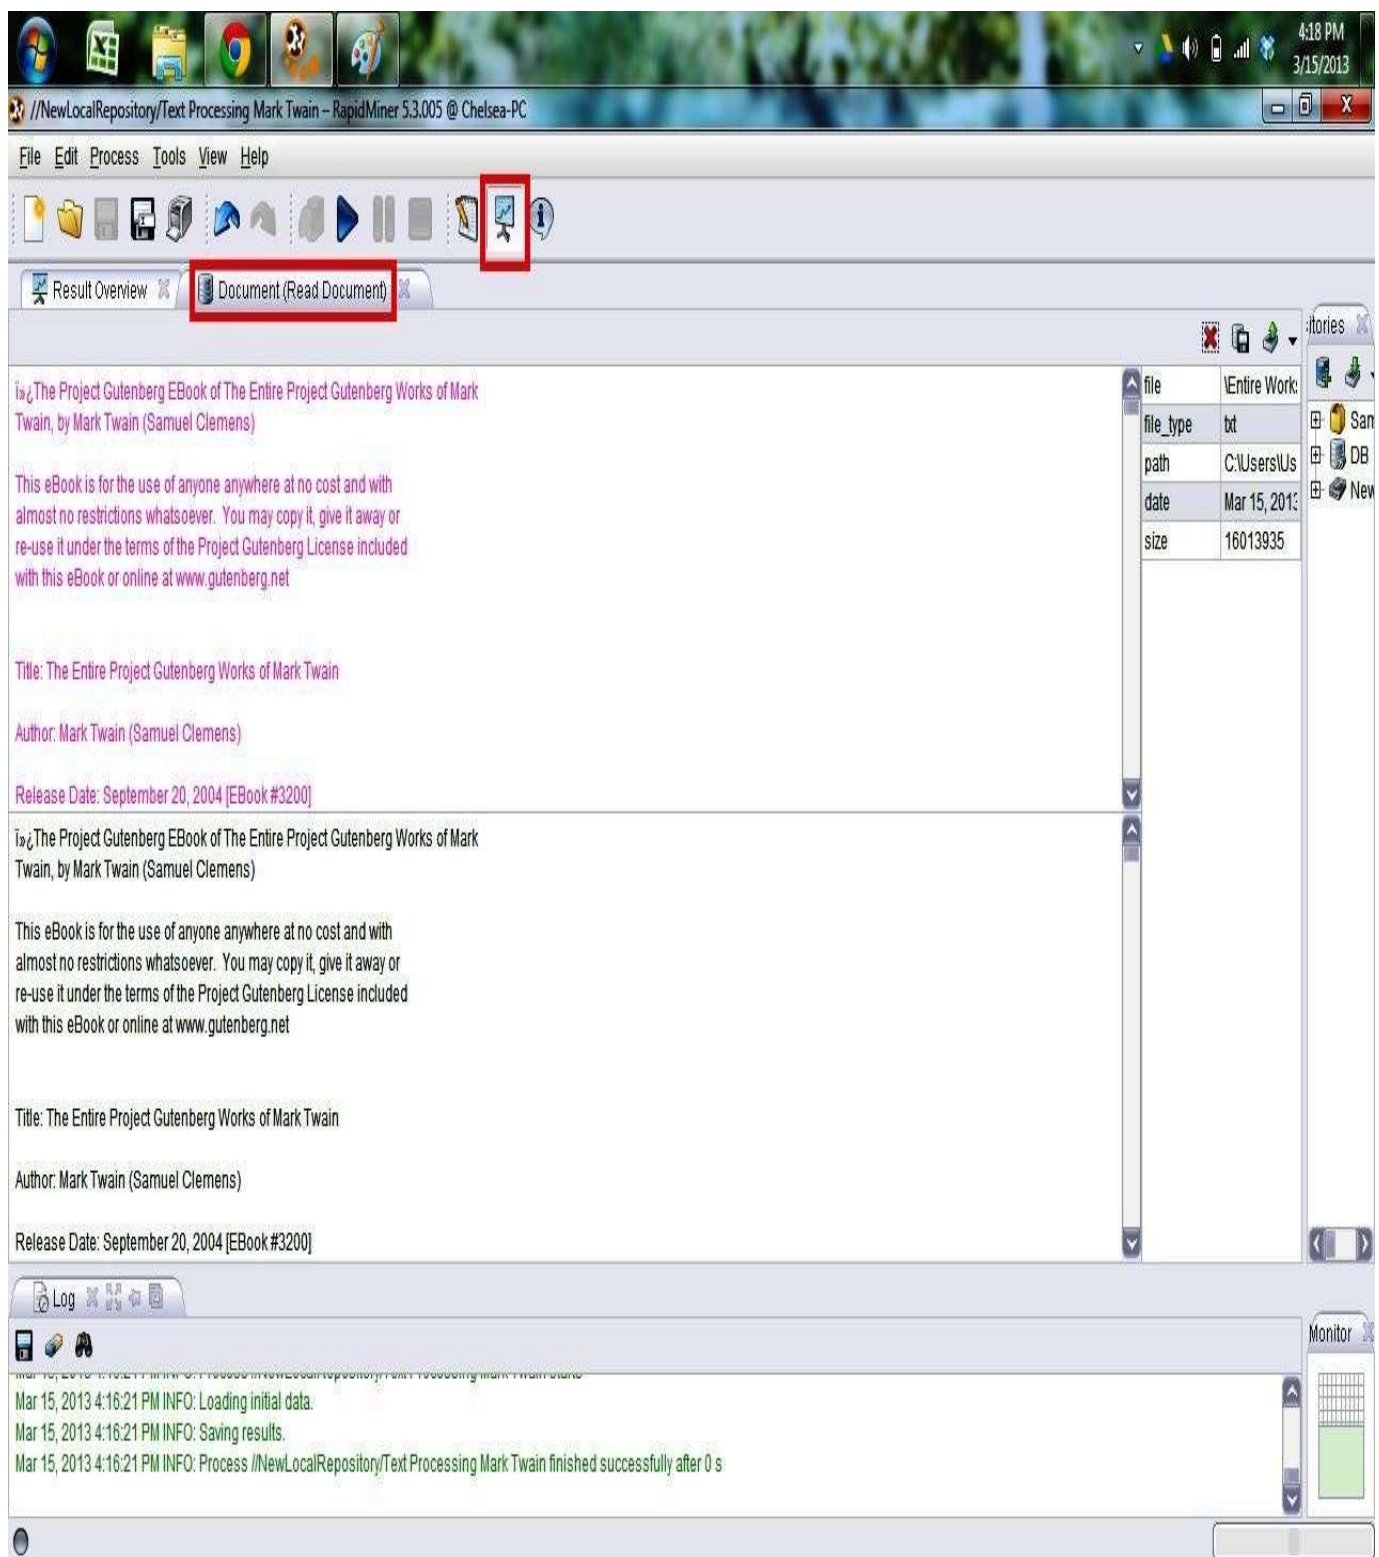 4:18 PM
3/15/2013
//NewLocalRepository/Text Processing Mark Twain – RapidMiner 5.3.005 @ Chelsea-PC
File Edit Process Tools View Help
Result Overview
Document (Read Document)
itories
ï»¿The Project Gutenberg EBook of The Entire Project Gutenberg Works of Mark
Twain, by Mark Twain (Samuel Clemens)
This eBook is for the use of anyone anywhere at no cost and with
almost no restrictions whatsoever. You may copy it, give it away or
re-use it under the terms of the Project Gutenberg License included
with this eBook or online at www.gutenberg.net
Title: The Entire Project Gutenberg Works of Mark Twain
Author: Mark Twain (Samuel Clemens)
Release Date: September 20, 2004 [EBook #3200]
file \Entire Work
file_type txt
path C:\Users\Us
date Mar 15, 2013
size 16013935
Sam
DB
New
ï»¿The Project Gutenberg EBook of The Entire Project Gutenberg Works of Mark
Twain, by Mark Twain (Samuel Clemens)
This eBook is for the use of anyone anywhere at no cost and with
almost no restrictions whatsoever. You may copy it, give it away or
re-use it under the terms of the Project Gutenberg License included
with this eBook or online at www.gutenberg.net
Title: The Entire Project Gutenberg Works of Mark Twain
Author: Mark Twain (Samuel Clemens)
Release Date: September 20, 2004 [EBook #3200]
Log
Monitor
Mar 15, 2013 4:16:21 PM INFO: Loading initial data.
Mar 15, 2013 4:16:21 PM INFO: Saving results.
Mar 15, 2013 4:16:21 PM INFO: Process //NewLocalRepository/Text Processing Mark Twain finished successfully after 0 s